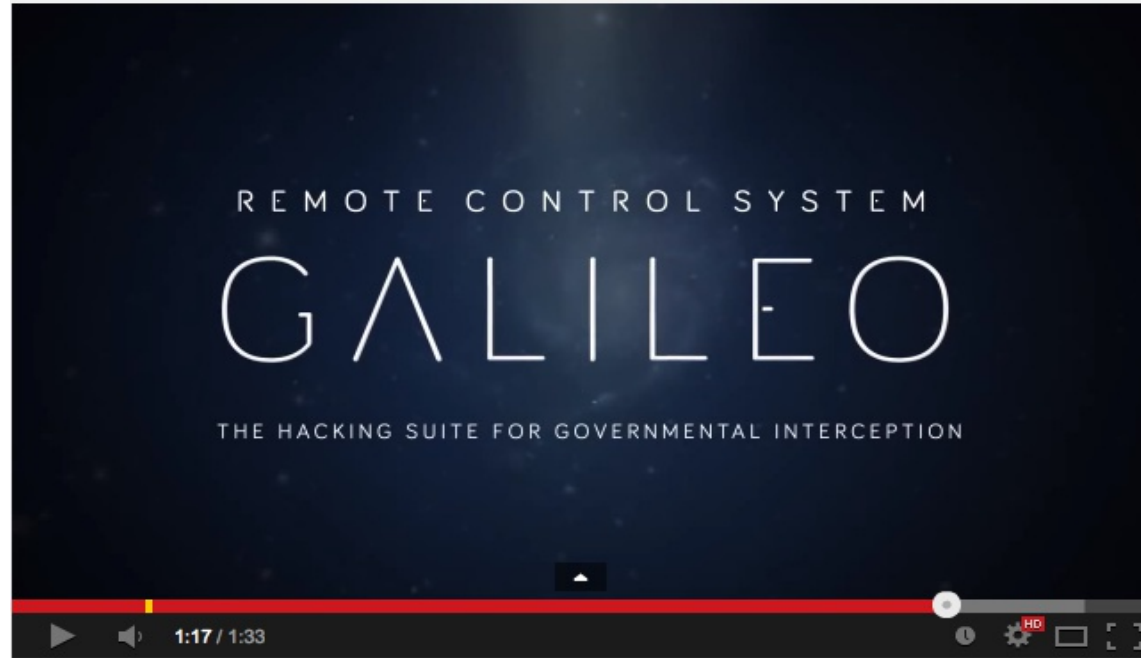 REMOTE CONTROL SYSTEM
GALILEO
THE HACKING SUITE FOR GOVERNMENTAL INTERCEPTION
1:17 / 1:33
HD